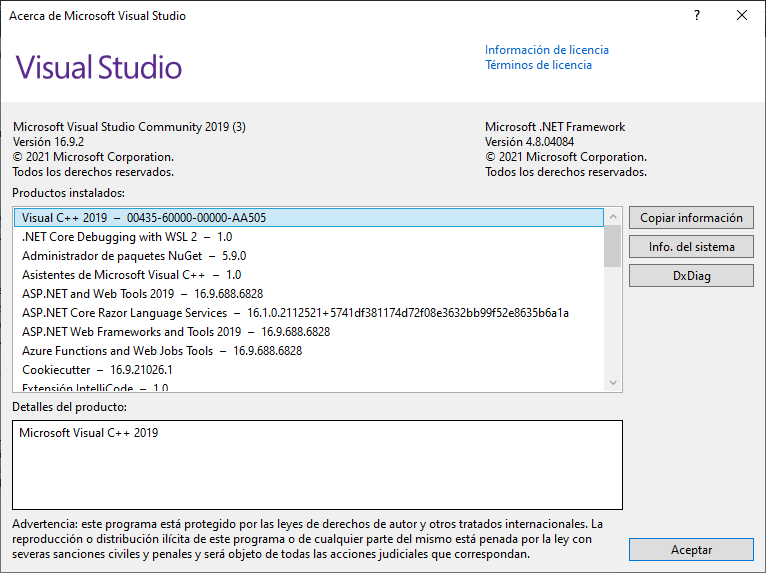 Acerca de Microsoft Visual Studio
?
Visual Studio
Información de licencia
Términos de licencia
Microsoft Visual Studio Community 2019 (3)
Versión 16.9.2
© 2021 Microsoft Corporation.
Todos los derechos reservados.
Microsoft .NET Framework
Versión 4.8.04084
© 2021 Microsoft Corporation.
Todos los derechos reservados.
Productos instalados:
Visual C++ 2019 – 00435-60000-00000-AA505
.NET Core Debugging with WSL 2 – 1.0
Administrador de paquetes NuGet – 5.9.0
Asistentes de Microsoft Visual C++ – 1.0
ASP.NET and Web Tools 2019 – 16.9.688.6828
ASP.NET Core Razor Language Services – 16.1.0.2112521+5741df381174d72f08e3632bb99f52e8635b6a1a
ASP.NET Web Frameworks and Tools 2019 – 16.9.688.6828
Azure Functions and Web Jobs Tools – 16.9.688.6828
Cookiecutter – 16.9.21026.1
Extensión IntelliCode – 1.0
Copiar información
Info. del sistema
DxDiag
Detalles del producto:
Microsoft Visual C++ 2019
Advertencia: este programa está protegido por las leyes de derechos de autor y otros tratados internacionales. La
reproducción o distribución ilícita de este programa o de cualquier parte del mismo está penada por la ley con
severas sanciones civiles y penales y será objeto de todas las acciones judiciales que correspondan.
Aceptar